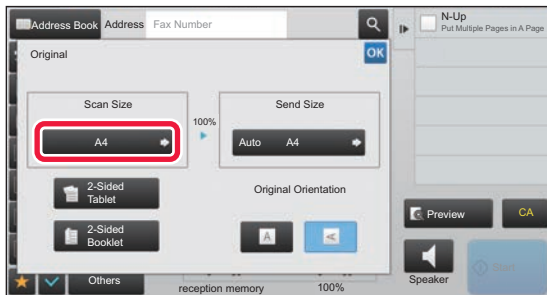 Address Book Address Fax Number
N-Up
Put Multiple Pages in A Page
Original
OK
Scan Size
Send Size
100%
A4
Auto A4
2-Sided
Tablet
Original Orientation
2-Sided
Booklet
A
A
Preview
CA
Start
Speaker
Others
reception memory 100%